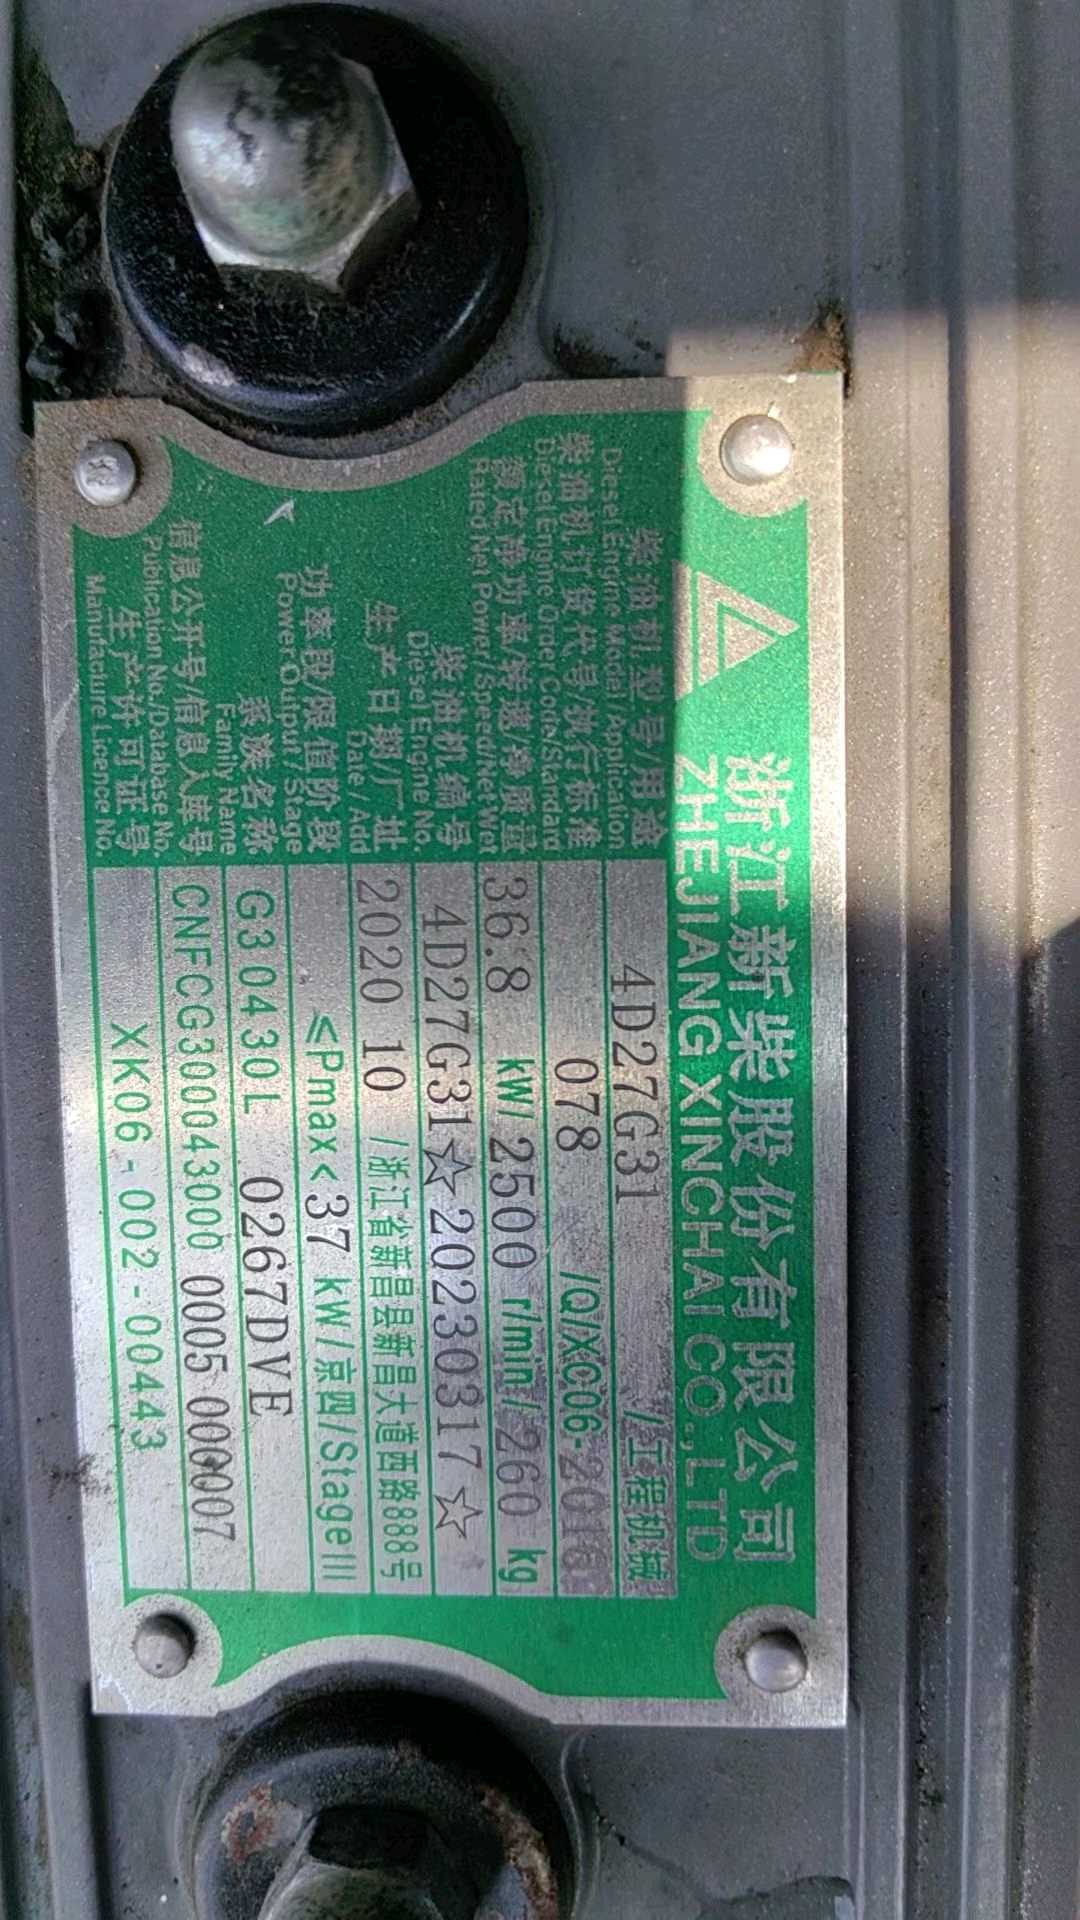 浙江新柴股份有限公司
ZHEJIANG XINCHAI CO.,LTD
柴油机型号/用途 4D27G31 /工程机械
Diesel Engine Model/Application
柴油机订货代号/执行标准 078 /Q/XC06-2018
Diesel Engine Order Code/Standard
额定净功率/转速/净质量 36.8 kW/ 2500 r/min/ 260 kg
Rated Net Power/Speed/Net Wet
柴油机编号 4D27G31☆20230317☆
Diesel Engine No.
生产日期/厂址 2020 10 /浙江省新昌县新昌大道西路888号
Date/Add
功率段/限值阶段 ≤Pmax< 37 kW/京四/Stage III
Power Output/Stage
系族名称 G30430L 0267DVE
Family Name
信息公开号/信息入库号 CNFCG300043000 0005 000007
Publication No./Database No.
生产许可证号 XK06-002-00443
Manufacture Licence No.